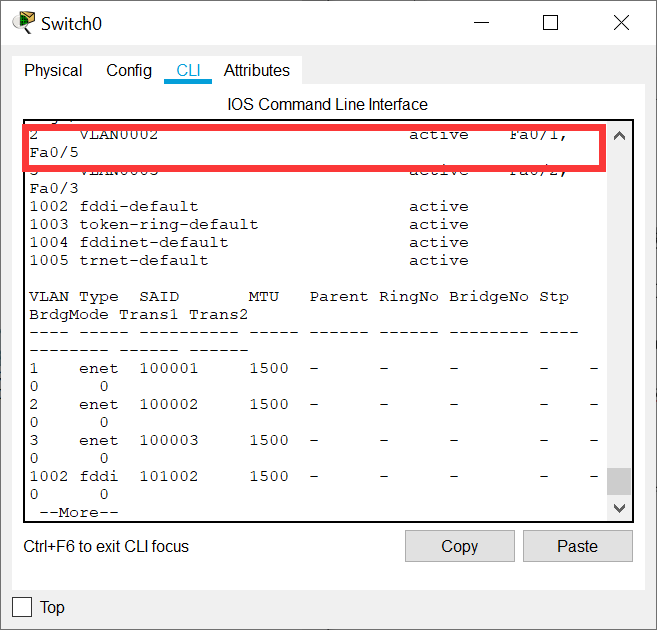 Switch0
Physical Config CLI Attributes
IOS Command Line Interface
2 VLAN0002 active Fa0/1,
Fa0/5
3 VLAN0003 active Fa0/2,
Fa0/3
1002 fddi-default active
1003 token-ring-default active
1004 fddinet-default active
1005 trnet-default active
VLAN Type SAID MTU Parent RingNo BridgeNo Stp
BrdgMode Trans1 Trans2
---- ----- ---------- ----- ------ ------ -------- ----
-------- ------ ------
1 enet 100001 1500 - - - - -
0 0
2 enet 100002 1500 - - - - -
0 0
3 enet 100003 1500 - - - - -
0 0
1002 fddi 101002 1500 - - - - -
0 0
--More--
Ctrl+F6 to exit CLI focus
Copy Paste
Top